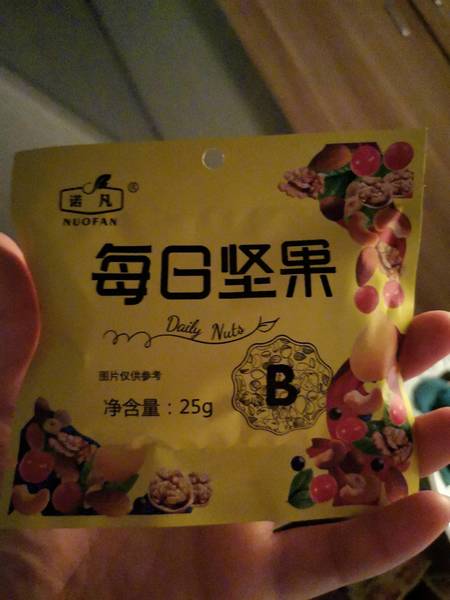 诺凡®
NUOFAN
每日坚果
Daily Nuts
图片仅供参考
净含量：25g
B